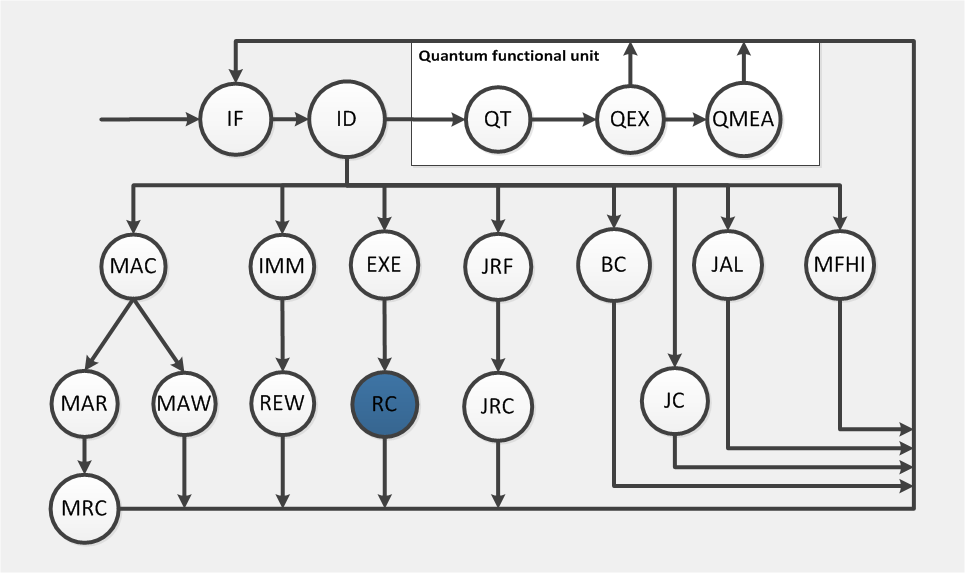 Quantum functional unit
IF
ID
QT
QEX
QMEA
MAC
IMM
EXE
JRF
BC
JAL
MFHI
MAR
MAW
REW
RC
JRC
JC
MRC